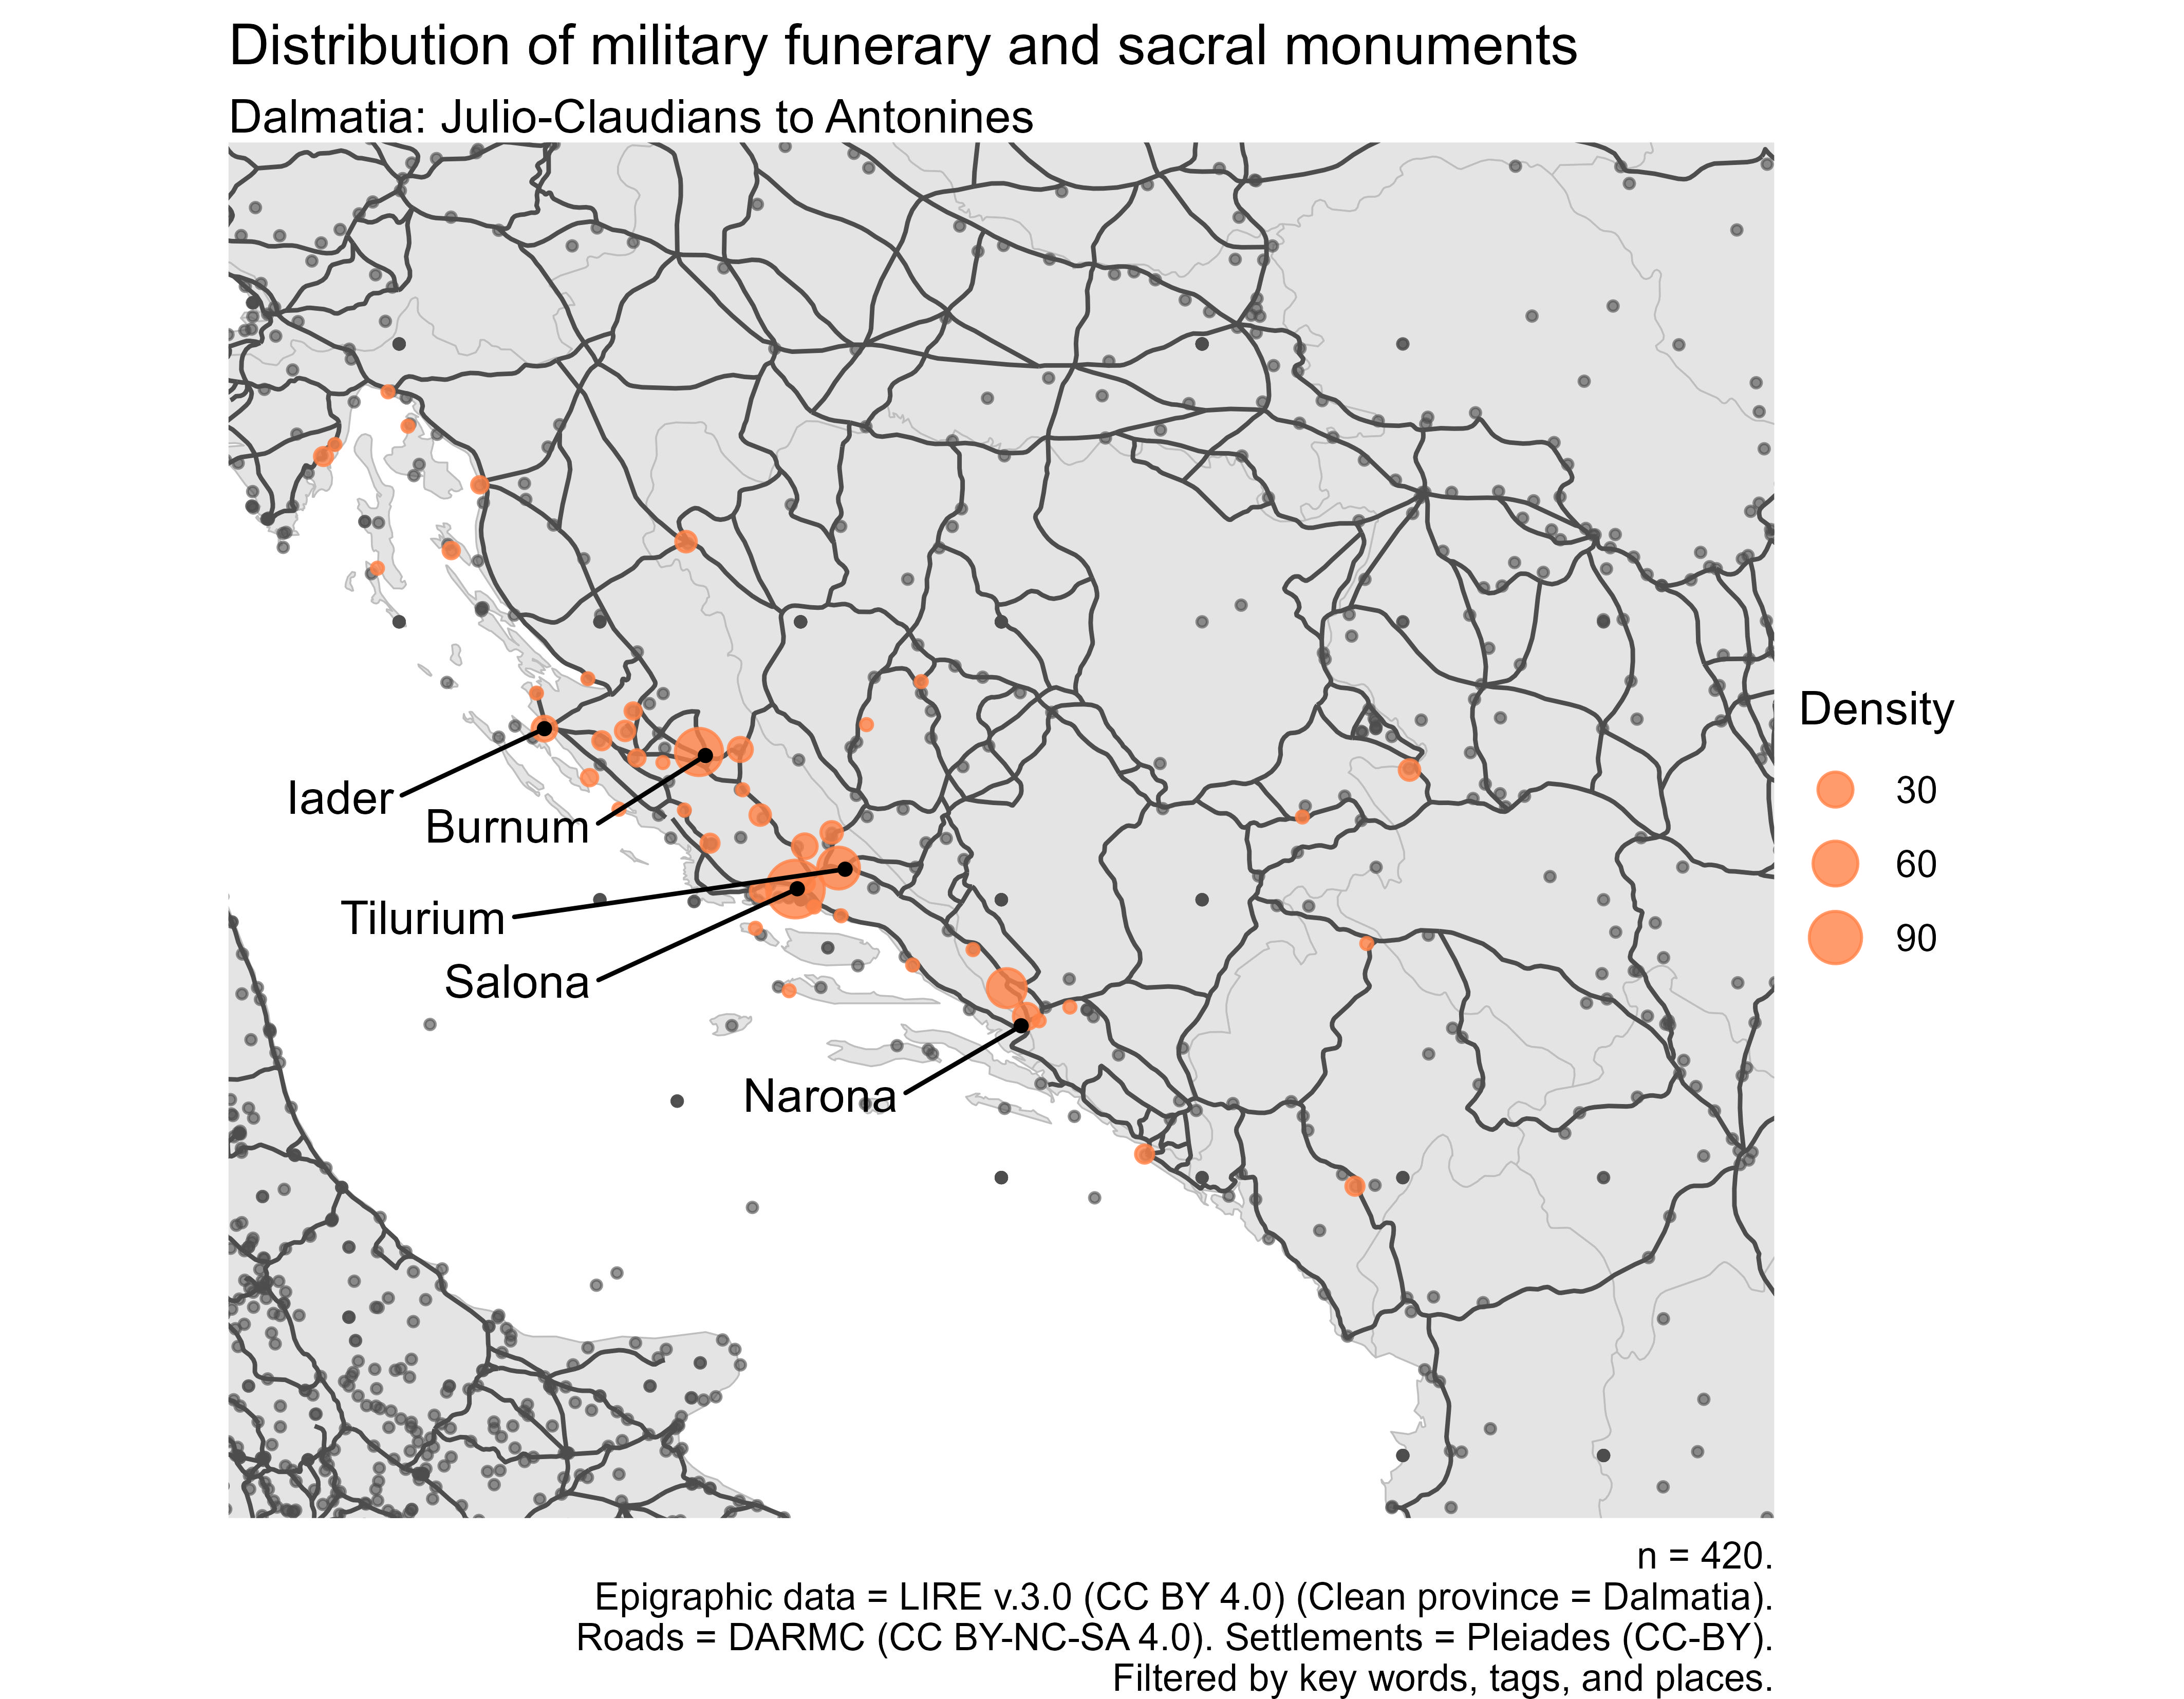 Distribution of military funerary and sacral monuments
Dalmatia: Julio-Claudians to Antonines
Iader
Burnum
Tilurium
Salona
Narona
Density
30
60
90
n = 420.
Epigraphic data = LIRE v.3.0 (CC BY 4.0) (Clean province = Dalmatia).
Roads = DARMC (CC BY-NC-SA 4.0). Settlements = Pleiades (CC-BY).
Filtered by key words, tags, and places.